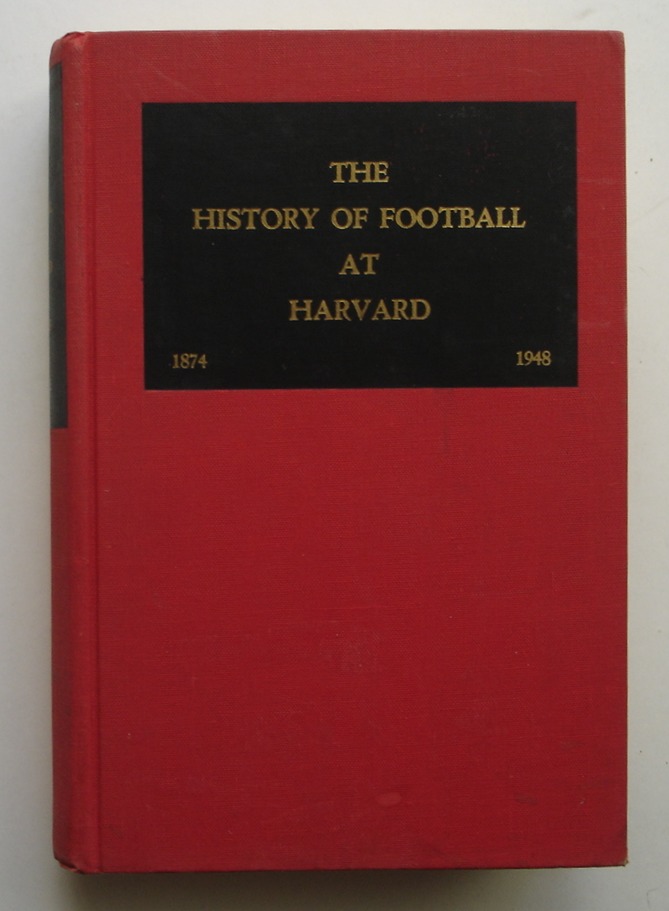 THE
HISTORY OF FOOTBALL
AT
HARVARD
1874 1948